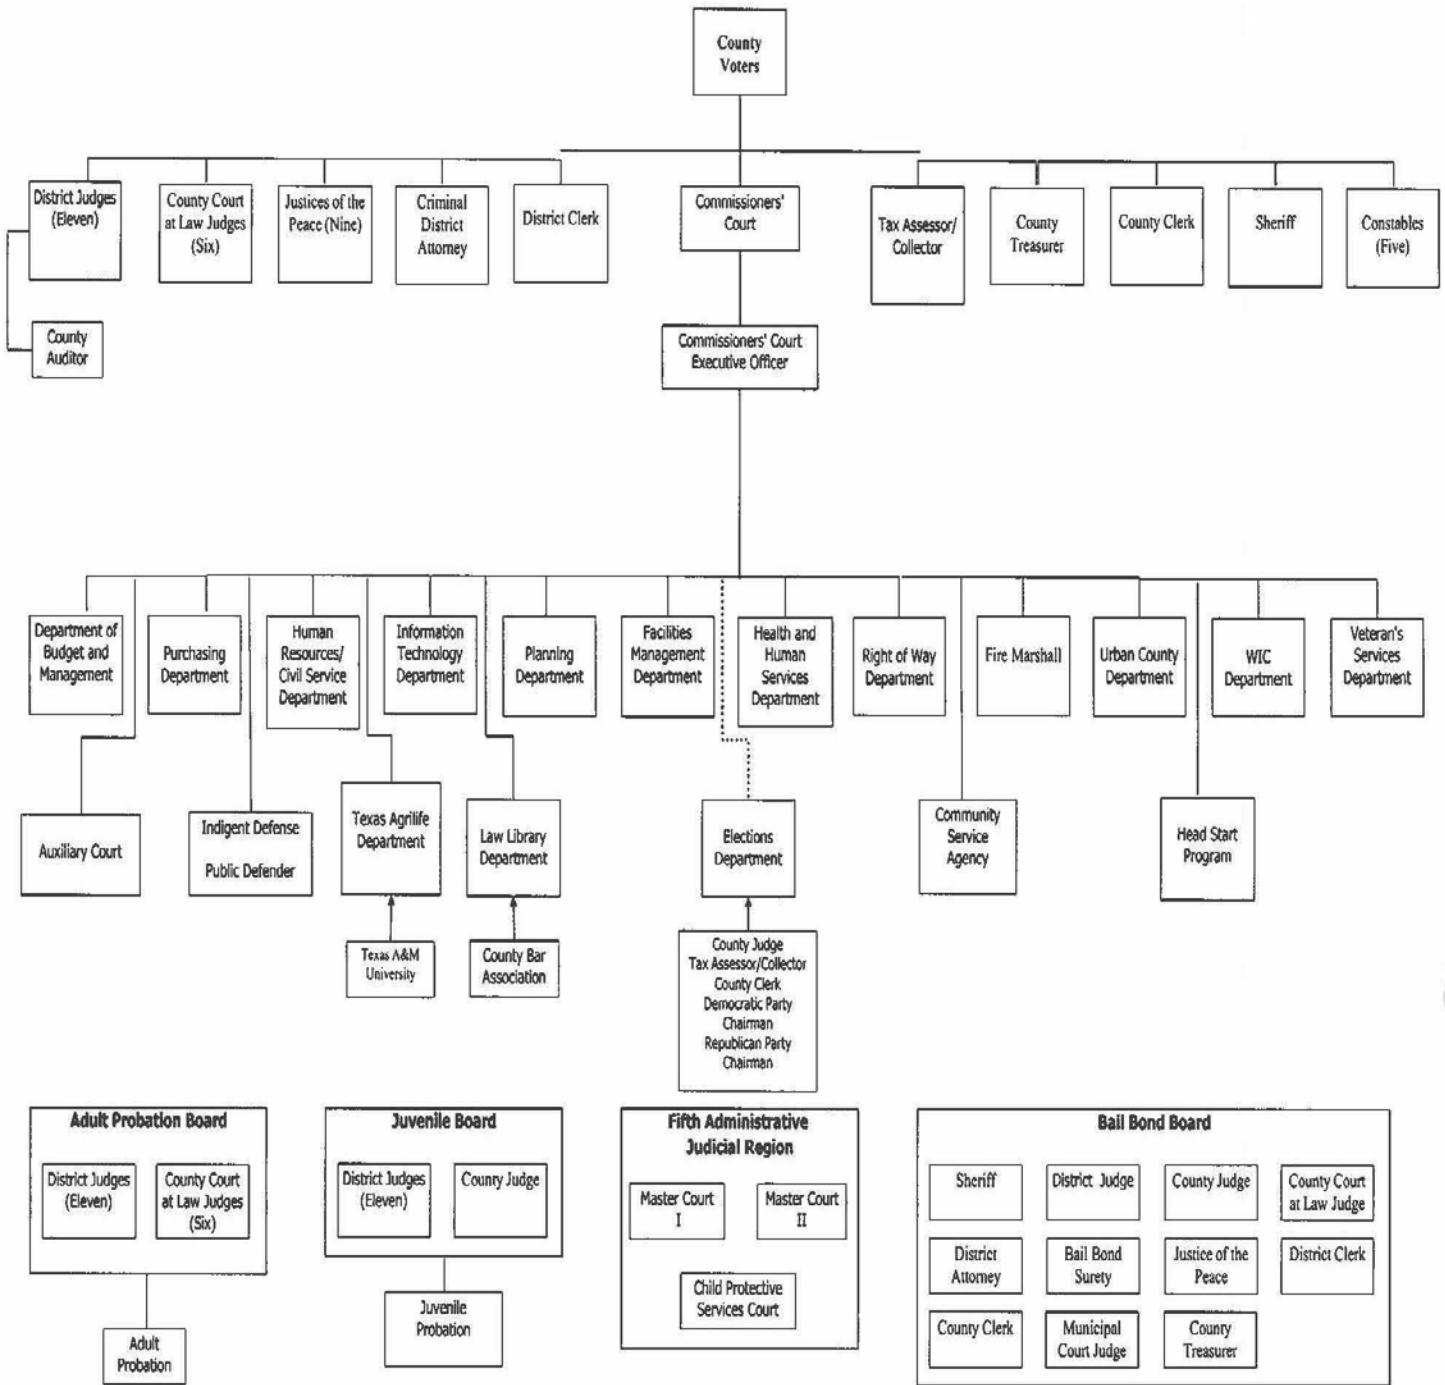 County
Voters
District Judges
(Eleven)
County Court
at Law Judges
(Six)
Justices of the
Peace (Nine)
Criminal
District
Attorney
District Clerk
Commissioners'
Court
Tax Assessor/
Collector
County
Treasurer
County Clerk
Sheriff
Constables
(Five)
County
Auditor
Commissioners' Court
Executive Officer
Department of
Budget and
Management
Purchasing
Department
Human
Resources/
Civil Service
Department
Information
Technology
Department
Planning
Department
Facilities
Management
Department
Health and
Human
Services
Department
Right of Way
Department
Fire Marshall
Urban County
Department
WIC
Department
Veteran's
Services
Department
Auxiliary Court
Indigent Defense
Public Defender
Texas Agrilife
Department
Law Library
Department
Elections
Department
Community
Service
Agency
Head Start
Program
Texas A&M
University
County Bar
Association
County Judge
Tax Assessor/Collector
County Clerk
Democratic Party
Chairman
Republican Party
Chairman
Adult Probation Board
District Judges
(Eleven)
County Court
at Law Judges
(Six)
Adult
Probation
Juvenile Board
District Judges
(Eleven)
County Judge
Juvenile
Probation
Fifth Administrative
Judicial Region
Master Court
I
Master Court
II
Child Protective
Services Court
Bail Bond Board
Sheriff
District Judge
County Judge
County Court
at Law Judge
District
Attorney
Bail Bond
Surety
Justice of the
Peace
District Clerk
County Clerk
Municipal
Court Judge
County
Treasurer